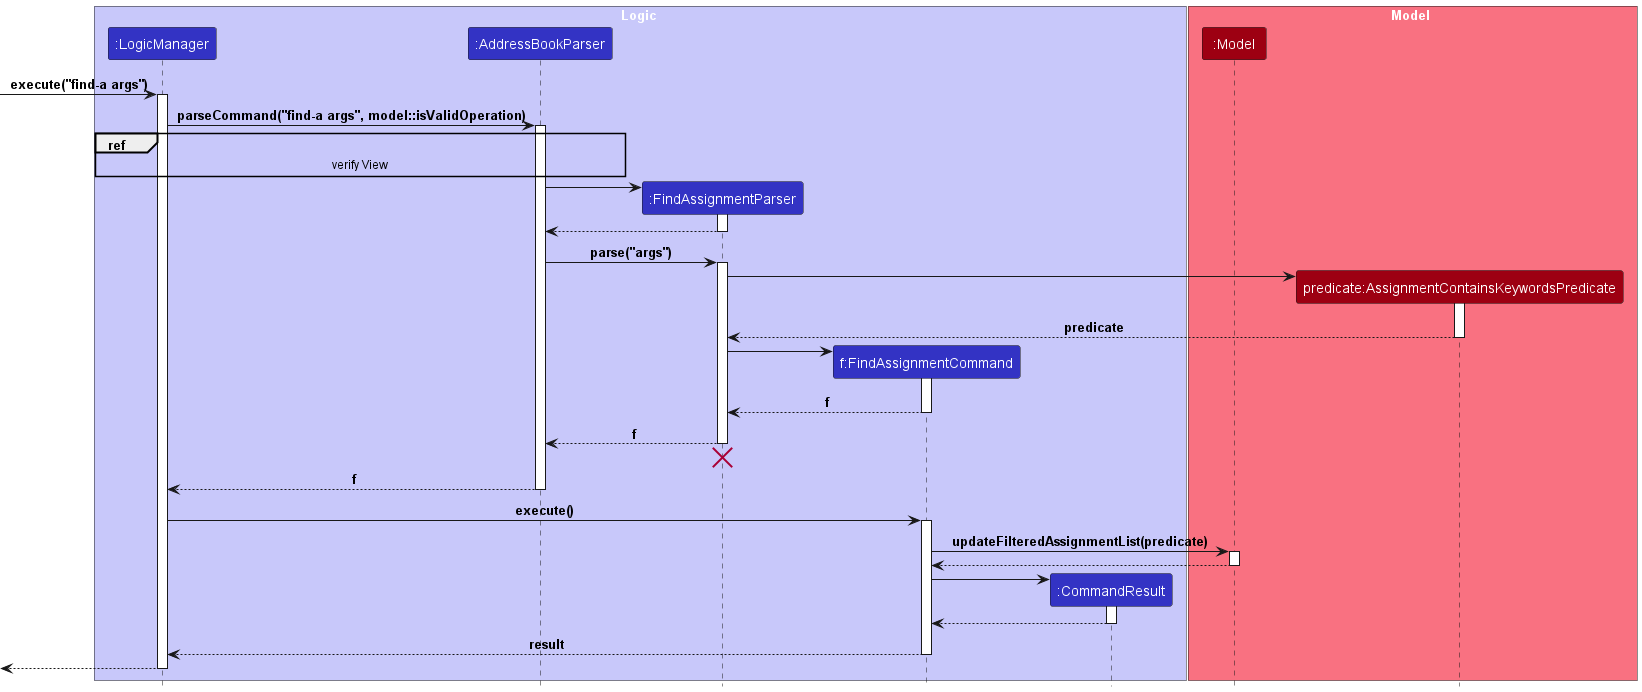 Logic
Model
:LogicManager
:AddressBookParser
:Model
execute("find-a args")
parseCommand("find-a args", model::isValidOperation)
ref
verify View
:FindAssignmentParser
parse("args")
predicate:AssignmentContainsKeywordsPredicate
predicate
f:FindAssignmentCommand
f
f
f
execute()
updateFilteredAssignmentList(predicate)
:CommandResult
result